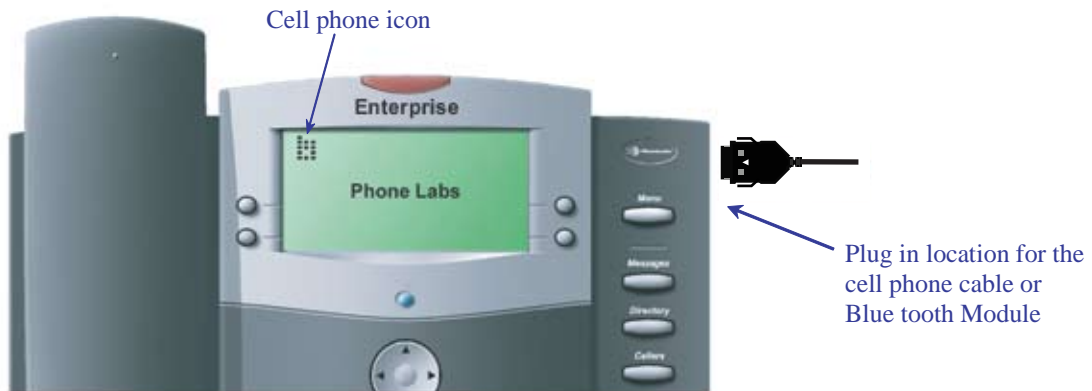 Cell phone icon
Enterprise
Phone Labs
Menu
Messages
Directory
Callers
Plug in location for the
cell phone cable or
Blue tooth Module